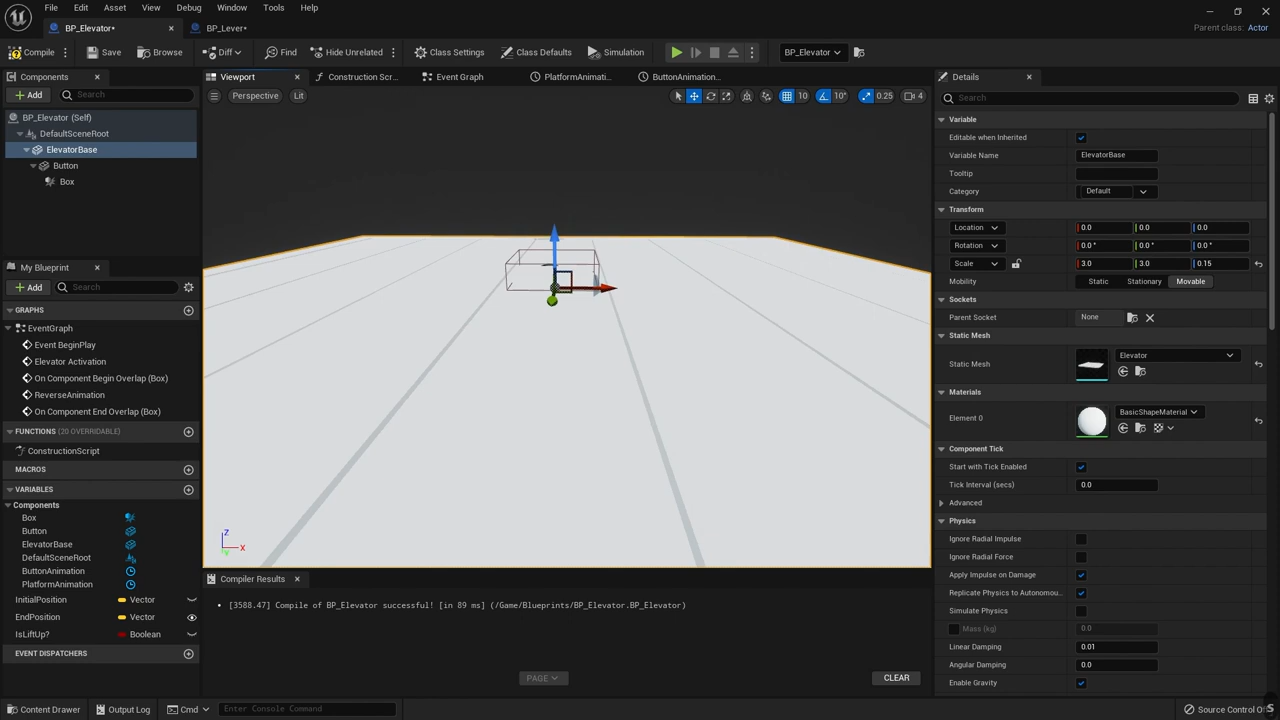 File Edit Asset View Debug Window Tools Help
BP_Elevator* BP_Lever* Parent class: Actor
Compile Save Browse Diff Find Hide Unrelated Class Settings Class Defaults Simulation BP_Elevator
Components Viewport Construction Scr... Event Graph PlatformAnimati... ButtonAnimation... Details
Add Search Perspective Lit 10 10° 0.25 4 Search
BP_Elevator (Self)
DefaultSceneRoot
ElevatorBase
Button
Box
My Blueprint
Add Search
GRAPHS
EventGraph
Event BeginPlay
Elevator Activation
On Component Begin Overlap (Box)
ReverseAnimation
On Component End Overlap (Box)
FUNCTIONS (20 OVERRIDABLE)
ConstructionScript
MACROS
VARIABLES
Components
Box
Button
ElevatorBase
DefaultSceneRoot
ButtonAnimation
PlatformAnimation
InitialPosition Vector
EndPosition Vector
IsLiftUp? Boolean
EVENT DISPATCHERS
Z
X
Y
Compiler Results
[3588.47] Compile of BP_Elevator successful! [in 89 ms] (/Game/Blueprints/BP_Elevator.BP_Elevator)
PAGE CLEAR
Variable
Editable when Inherited
Variable Name ElevatorBase
Tooltip
Category Default
Transform
Location 0.0 0.0 0.0
Rotation 0.0 ° 0.0 ° 0.0 °
Scale 3.0 3.0 0.15
Mobility Static Stationary Movable
Sockets
Parent Socket None
Static Mesh
Static Mesh Elevator
Materials
Element 0 BasicShapeMaterial
Component Tick
Start with Tick Enabled
Tick Interval (secs) 0.0
Advanced
Physics
Ignore Radial Impulse
Ignore Radial Force
Apply Impulse on Damage
Replicate Physics to Autonomou...
Simulate Physics
Mass (kg) 0.0
Linear Damping 0.01
Angular Damping 0.0
Enable Gravity
Content Drawer Output Log Cmd Enter Console Command Source Control Of